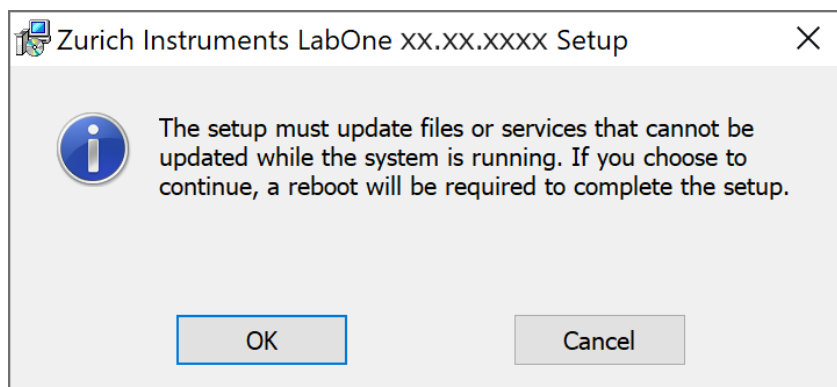 Zurich Instruments LabOne xx.xx.xxxx Setup
The setup must update files or services that cannot be
updated while the system is running. If you choose to
continue, a reboot will be required to complete the setup.
OK
Cancel